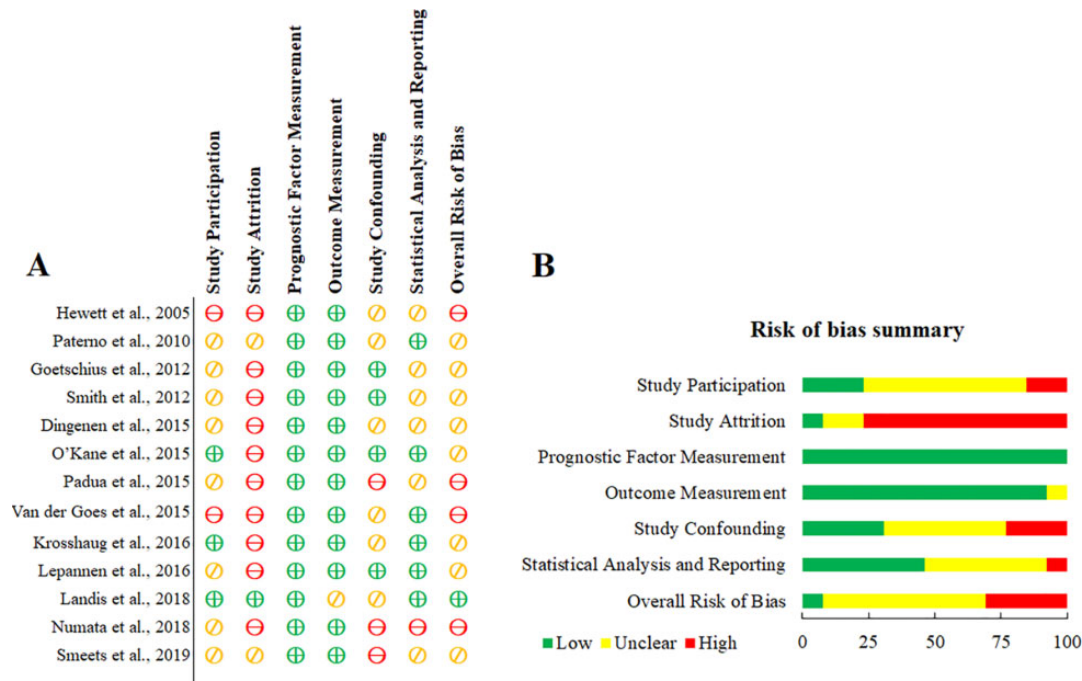 Study Participation
Study Attrition
Prognostic Factor Measurement
Outcome Measurement
Study Confounding
Statistical Analysis and Reporting
Overall Risk of Bias
A
Hewett et al., 2005
Paterno et al., 2010
Goetschius et al., 2012
Smith et al., 2012
Dingenen et al., 2015
O'Kane et al., 2015
Padua et al., 2015
Van der Goes et al., 2015
Krosshaug et al., 2016
Lepannen et al., 2016
Landis et al., 2018
Numata et al., 2018
Smeets et al., 2019
B
Risk of bias summary
Study Participation
Study Attrition
Prognostic Factor Measurement
Outcome Measurement
Study Confounding
Statistical Analysis and Reporting
Overall Risk of Bias
Low Unclear High
0 25 50 75 100